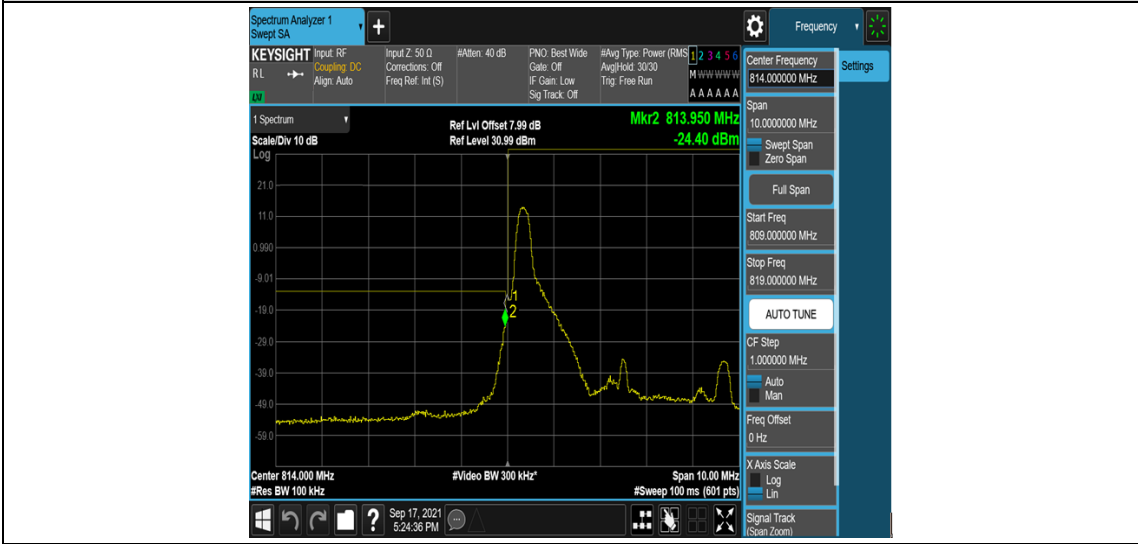 Spectrum Analyzer 1
Swept SA
+
Frequency
KEYSIGHT
RL
LXI
Input: RF
Coupling: DC
Align: Auto
Input Z: 50 Ω
Corrections: Off
Freq Ref: Int (S)
#Atten: 40 dB
PNO: Best Wide
Gate: Off
IF Gain: Low
Sig Track: Off
#Avg Type: Power (RMS
Avg|Hold: 30/30
Trig: Free Run
1 2 3 4 5 6
M W W W W W
A A A A A A
1 Spectrum
Scale/Div 10 dB
Ref Lvl Offset 7.99 dB
Ref Level 30.99 dBm
Mkr2 813.950 MHz
-24.40 dBm
Log
21.0
11.0
0.990
-9.01
-19.0
-29.0
-39.0
-49.0
-59.0
1
2
Center 814.000 MHz
#Res BW 100 kHz
#Video BW 300 kHz*
Span 10.00 MHz
#Sweep 100 ms (601 pts)
Center Frequency
814.000000 MHz
Settings
Span
10.0000000 MHz
Swept Span
Zero Span
Full Span
Start Freq
809.000000 MHz
Stop Freq
819.000000 MHz
AUTO TUNE
CF Step
1.000000 MHz
Auto
Man
Freq Offset
0 Hz
X Axis Scale
Log
Lin
Signal Track
(Span Zoom)
?
Sep 17, 2021
5:24:36 PM